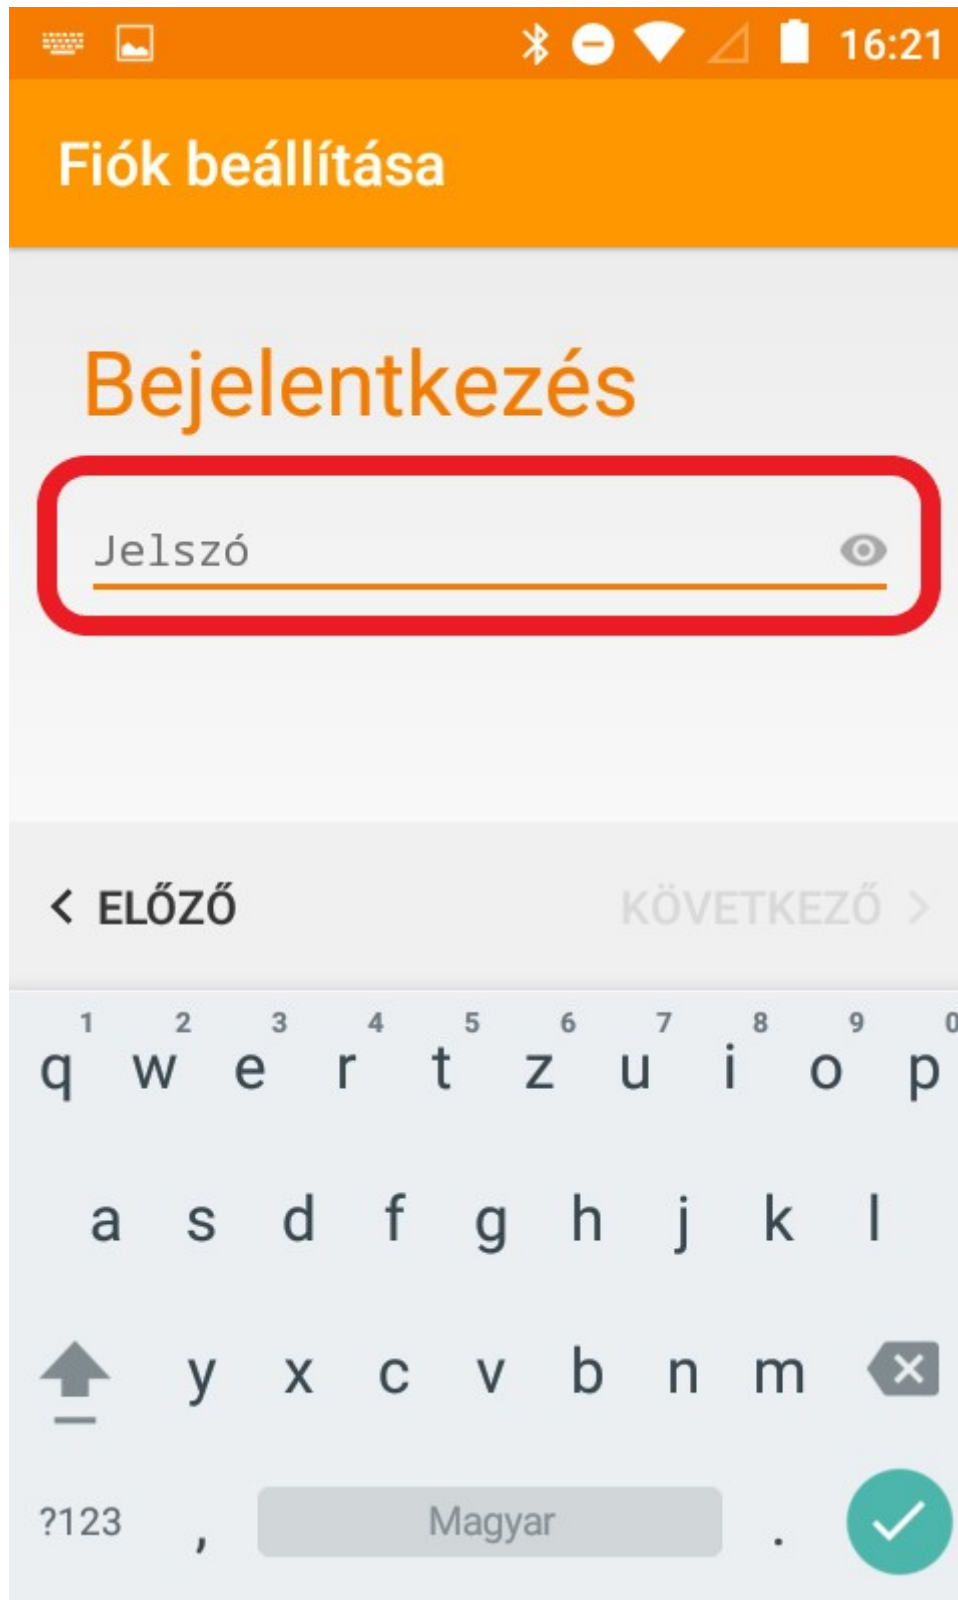 16:21
Fiók beállítása
Bejelentkezés
Jelszó
< ELŐZŐ KÖVETKEZŐ >
1 2 3 4 5 6 7 8 9 0
q w e r t z u i o p
a s d f g h j k l
y x c v b n m
?123 , Magyar .